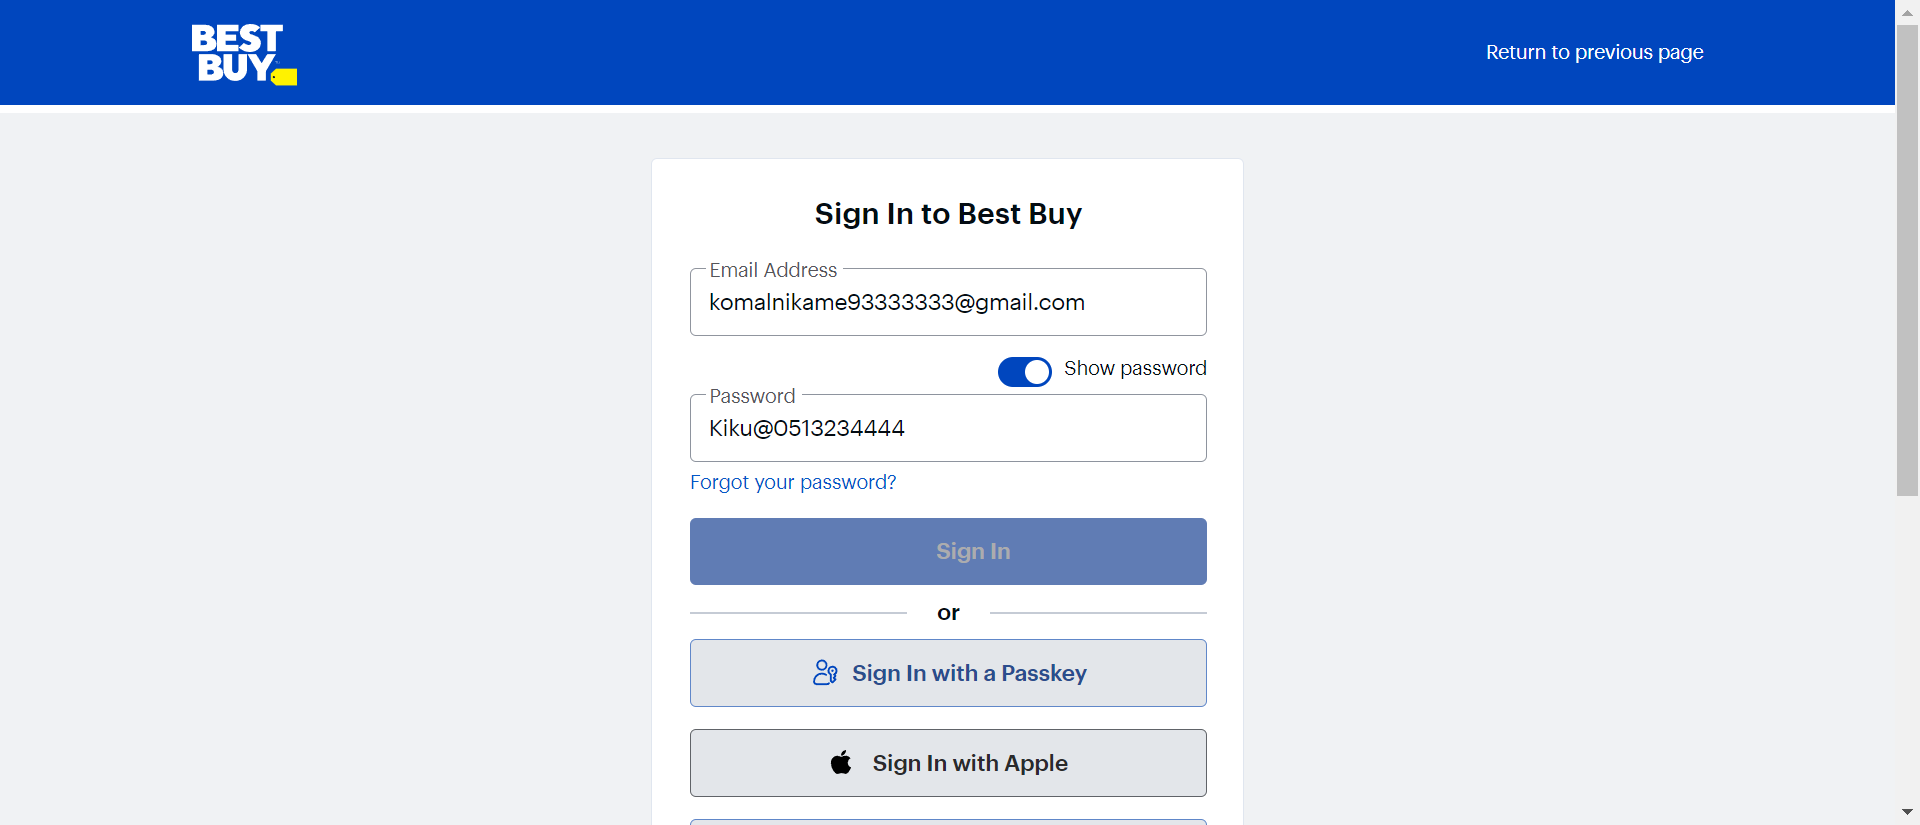 BEST
BUY
Return to previous page
Sign In to Best Buy
Email Address
komalnikame93333333@gmail.com
Show password
Password
Kiku@0513234444
Forgot your password?
Sign In
or
Sign In with a Passkey
Sign In with Apple